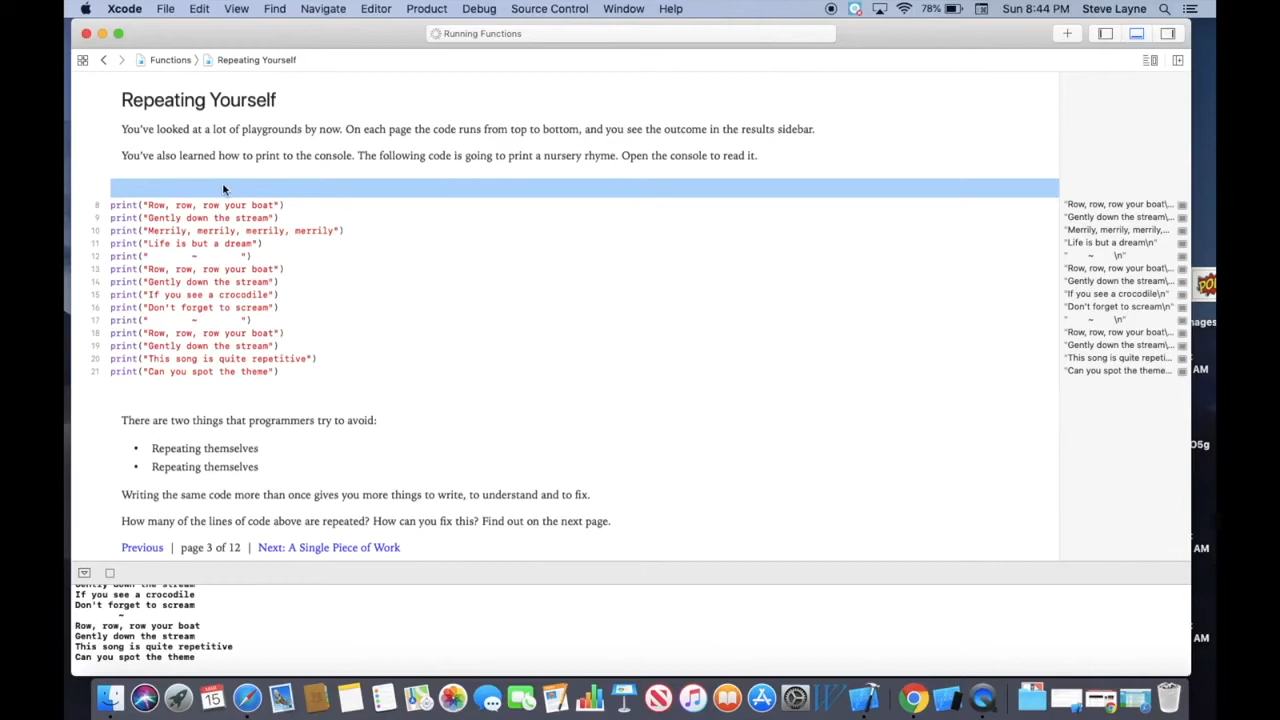 Xcode File Edit View Find Navigate Editor Product Debug Source Control Window Help 78% Sun 8:44 PM Steve Layne
Running Functions
Functions Repeating Yourself
Repeating Yourself
You've looked at a lot of playgrounds by now. On each page the code runs from top to bottom, and you see the outcome in the results sidebar.
You've also learned how to print to the console. The following code is going to print a nursery rhyme. Open the console to read it.
8 print("Row, row, row your boat") "Row, row, row your boat\...
9 print("Gently down the stream") "Gently down the stream\...
10 print("Merrily, merrily, merrily, merrily") "Merrily, merrily, merrily,...
11 print("Life is but a dream") "Life is but a dream\n"
12 print("      ~      ") "    ~    \n"
13 print("Row, row, row your boat") "Row, row, row your boat\...
14 print("Gently down the stream") "Gently down the stream\...
15 print("If you see a crocodile") "If you see a crocodile\n"
16 print("Don't forget to scream") "Don't forget to scream\n"
17 print("      ~      ") "    ~    \n"
18 print("Row, row, row your boat") "Row, row, row your boat\...
19 print("Gently down the stream") "Gently down the stream\...
20 print("This song is quite repetitive") "This song is quite repeti...
21 print("Can you spot the theme") "Can you spot the theme...
There are two things that programmers try to avoid:
• Repeating themselves
• Repeating themselves
Writing the same code more than once gives you more things to write, to understand and to fix.
How many of the lines of code above are repeated? How can you fix this? Find out on the next page.
Previous | page 3 of 12 | Next: A Single Piece of Work
Gently down the stream
If you see a crocodile
Don't forget to scream
~
Row, row, row your boat
Gently down the stream
This song is quite repetitive
Can you spot the theme
MAR
15
AM
AM
AM